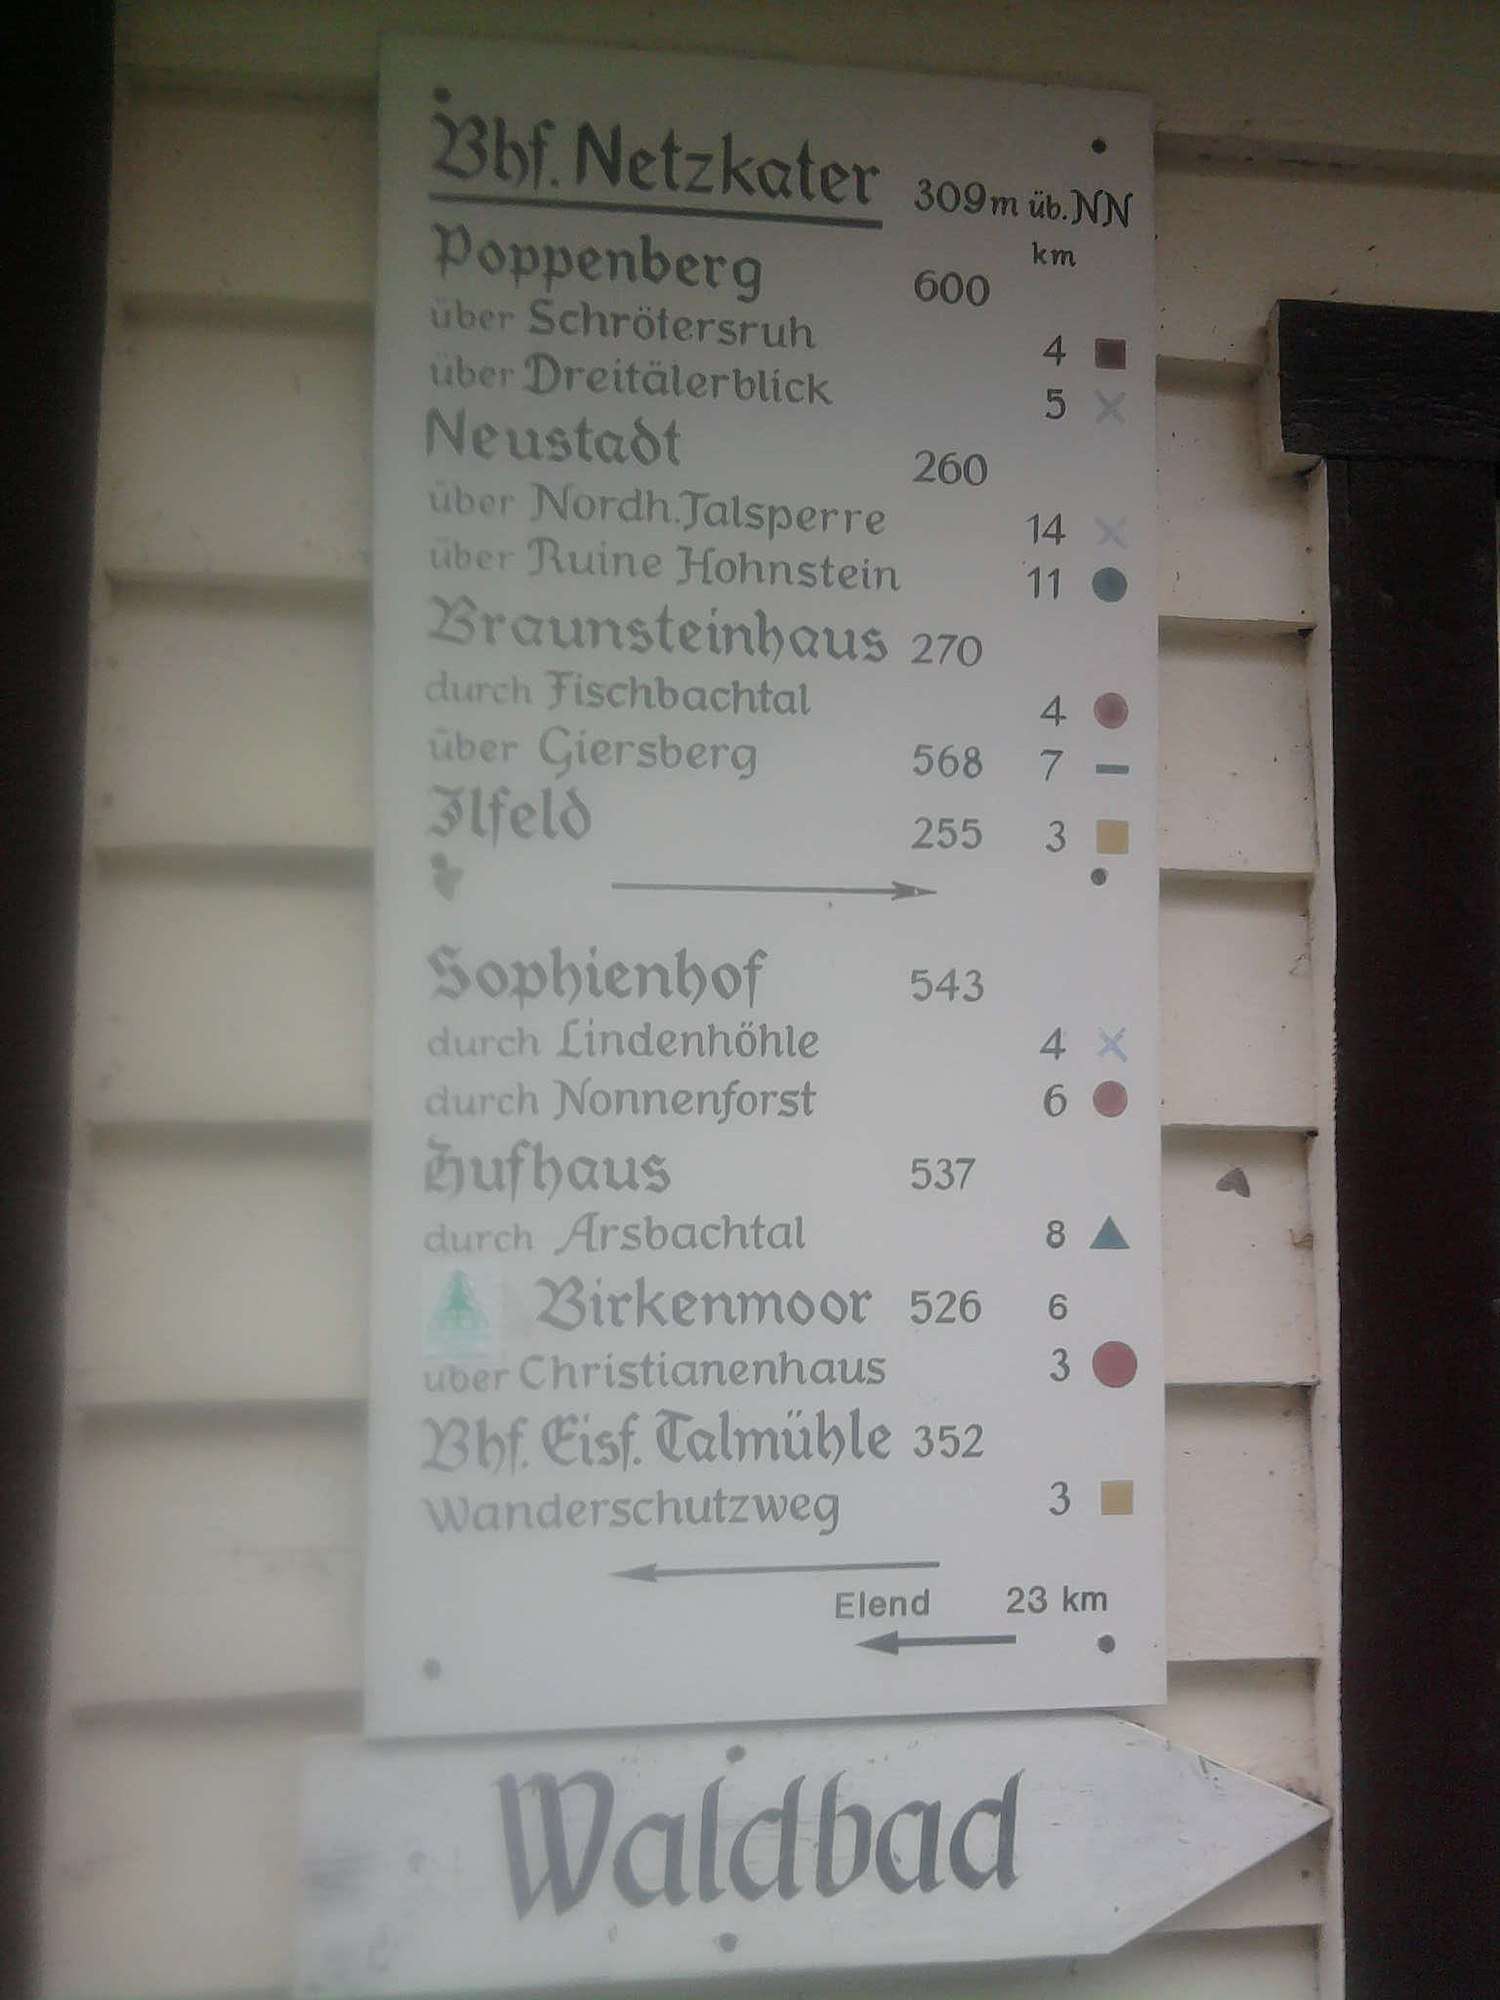 Bhf. Netzkater 309m üb. NN
km
Poppenberg 600
über Schrötersruh 4
über Dreitälerblick 5
Neustadt 260
über Nordh. Talsperre 14
über Ruine Hohnstein 11
Braunsteinhaus 270
durch Fischbachtal 4
über Giersberg 568 7
Ilfeld 255 3
Sophienhof 543
durch Lindenhöhle 4
durch Nonnenforst 6
Hufhaus 537
durch Arsbachtal 8
Birkenmoor 526 6
über Christianenhaus 3
Bhf. Eisf. Talmühle 352
Wanderschutzweg 3
Elend 23 km
Waldbad